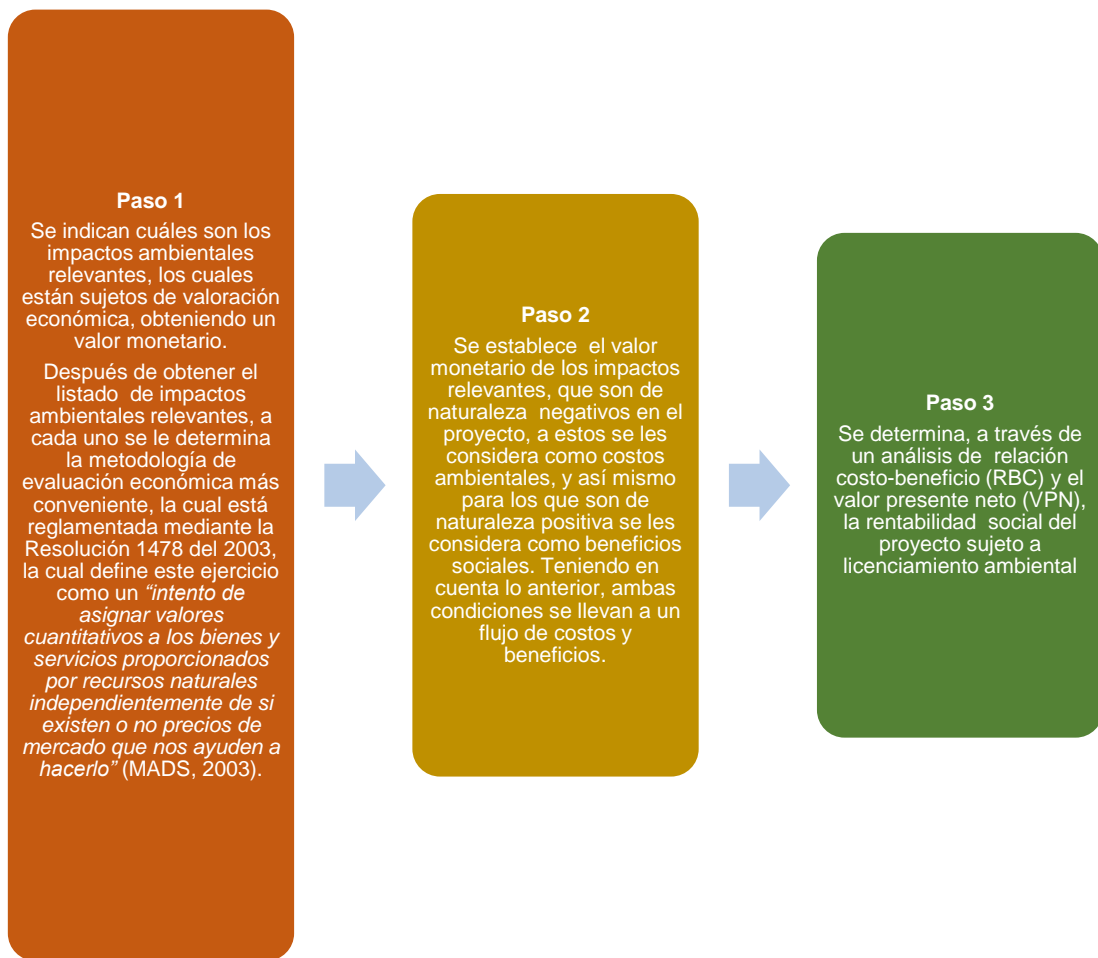 Paso 1
Se indican cuáles son los
impactos ambientales
relevantes, los cuales
están sujetos de valoración
económica, obteniendo un
valor monetario.
Después de obtener el
listado de impactos
ambientales relevantes, a
cada uno se le determina
la metodología de
evaluación económica más
conveniente, la cual está
reglamentada mediante la
Resolución 1478 del 2003,
la cual define este ejercicio
como un “intento de
asignar valores
cuantitativos a los bienes y
servicios proporcionados
por recursos naturales
independientemente de si
existen o no precios de
mercado que nos ayuden a
hacerlo” (MADS, 2003).
Paso 2
Se establece el valor
monetario de los impactos
relevantes, que son de
naturaleza negativos en el
proyecto, a estos se les
considera como costos
ambientales, y así mismo
para los que son de
naturaleza positiva se les
considera como beneficios
sociales. Teniendo en
cuenta lo anterior, ambas
condiciones se llevan a un
flujo de costos y
beneficios.
Paso 3
Se determina, a través de
un análisis de relación
costo-beneficio (RBC) y el
valor presente neto (VPN),
la rentabilidad social del
proyecto sujeto a
licenciamiento ambiental